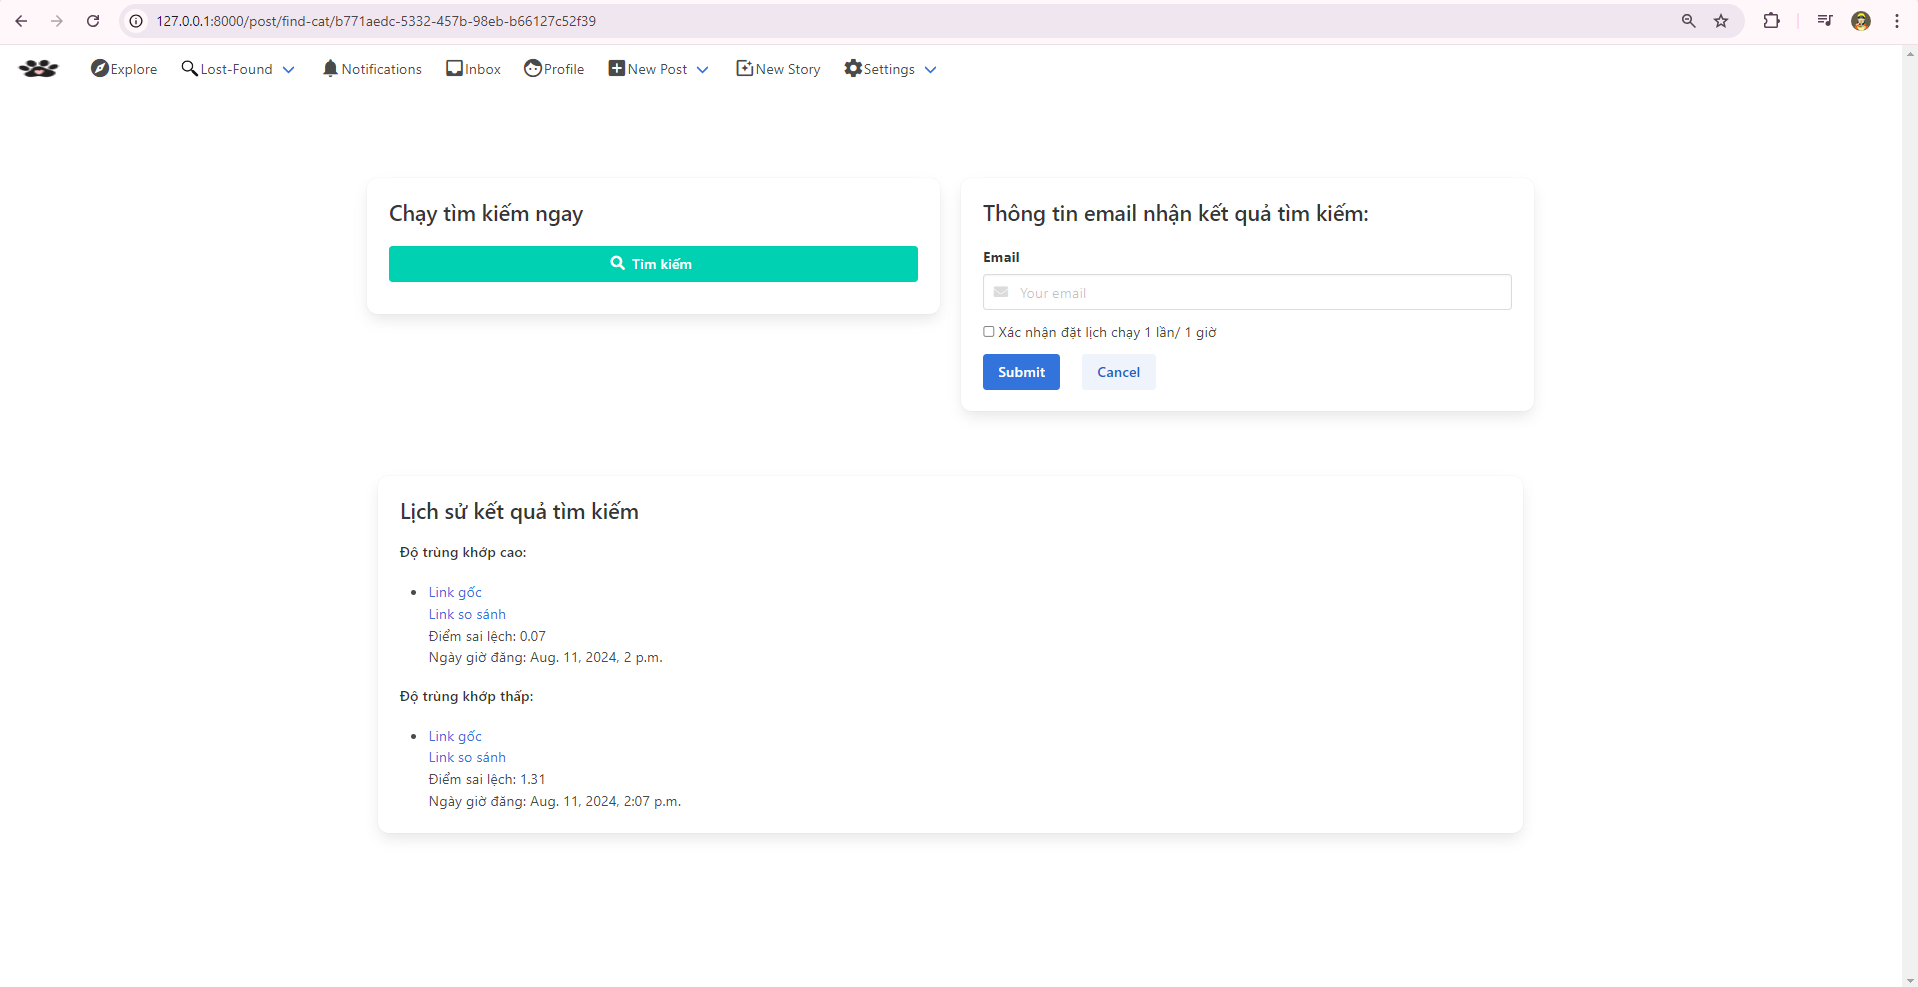 127.0.0.1:8000/post/find-cat/b771aedc-5332-457b-98eb-b66127c52f39
Explore Lost-Found Notifications Inbox Profile New Post New Story Settings
Chạy tìm kiếm ngay
Tìm kiếm
Thông tin email nhận kết quả tìm kiếm:
Email
Your email
Xác nhận đặt lịch chạy 1 lần/ 1 giờ
Submit Cancel
Lịch sử kết quả tìm kiếm
Độ trùng khớp cao:
Link gốc
Link so sánh
Điểm sai lệch: 0.07
Ngày giờ đăng: Aug. 11, 2024, 2 p.m.
Độ trùng khớp thấp:
Link gốc
Link so sánh
Điểm sai lệch: 1.31
Ngày giờ đăng: Aug. 11, 2024, 2:07 p.m.